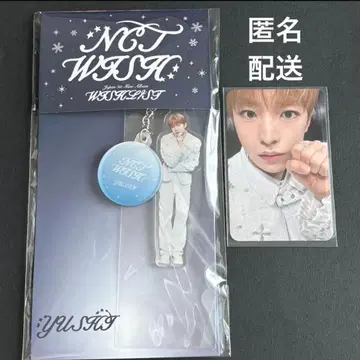 NCT
WISH
Japan 1st Mini Album
WISHLIST
匿名
配送
NCT
WISH
YUSHI